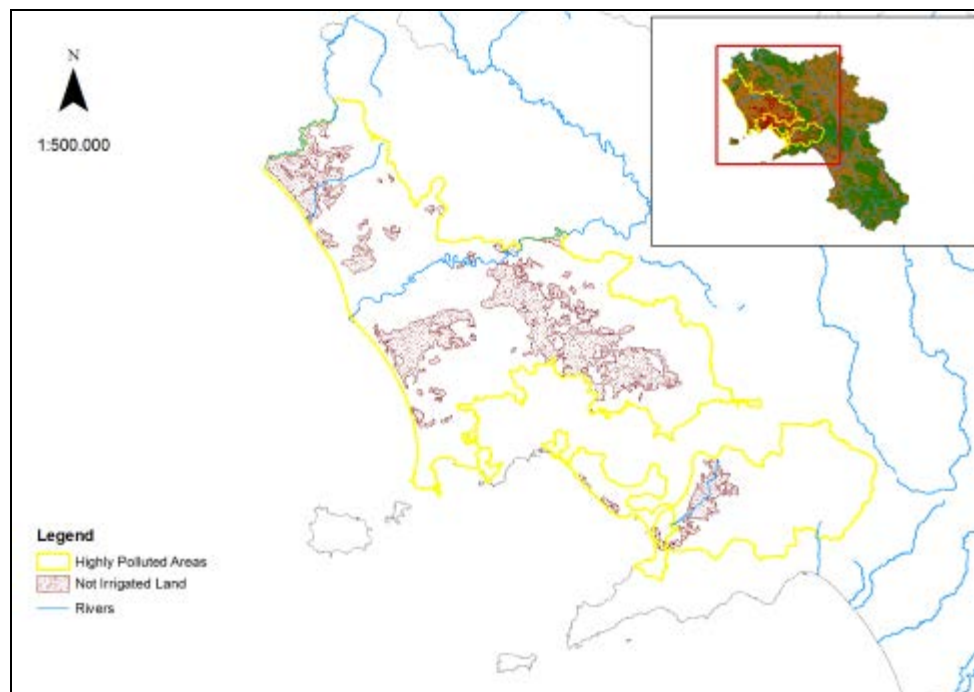 N
1:500.000
Legend
Highly Polluted Areas
Not Irrigated Land
Rivers